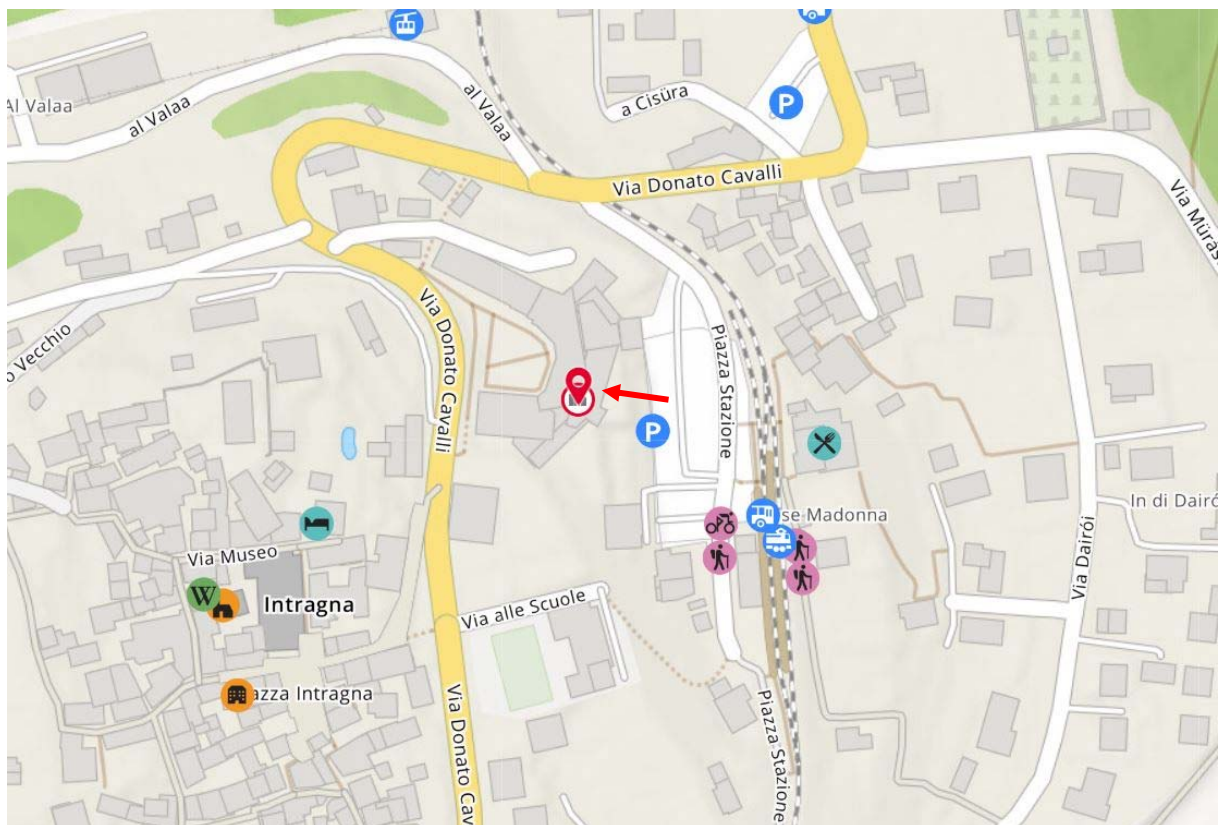 al Valaa
Al Valaa
al Valaa
a Cisüra
P
Via Donato Cavalli
Via Müras
o Vecchio
Via Donato Cavalli
Piazza Stazione
P
In di Dairó
se Madonna
Via Museo
W
Intragna
Via alle Scuole
Via Dairói
azza Intragna
Via Donato Cav
Piazza Stazione